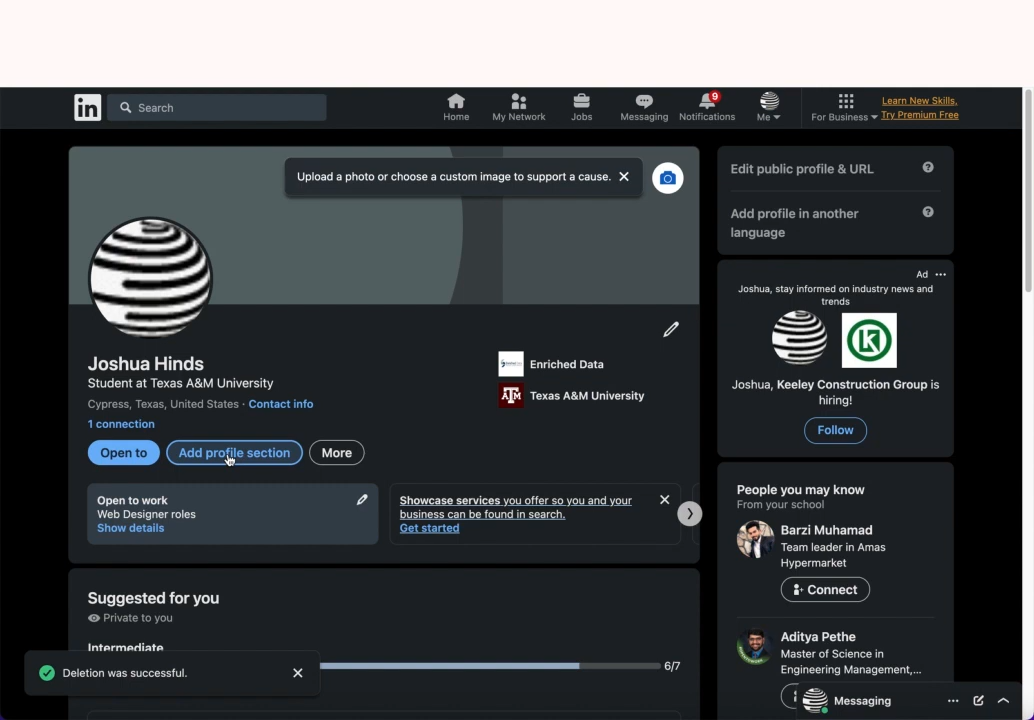 in
Search
Home
My Network
Jobs
Messaging
9
Notifications
Me
For Business
Learn New Skills,
Try Premium Free
Upload a photo or choose a custom image to support a cause.
Edit public profile & URL
Add profile in another
language
Joshua Hinds
Student at Texas A&M University
Cypress, Texas, United States · Contact info
1 connection
Enriched Data
ATM
Texas A&M University
Open to
Add profile section
More
Open to work
Web Designer roles
Show details
Showcase services you offer so you and your
business can be found in search.
Get started
Ad
Joshua, stay informed on industry news and
trends
Joshua, Keeley Construction Group is
hiring!
Follow
People you may know
From your school
Barzi Muhamad
Team leader in Amas
Hypermarket
Connect
Aditya Pethe
Master of Science in
Engineering Management,...
Suggested for you
Private to you
Intermediate
6/7
Deletion was successful.
Messaging